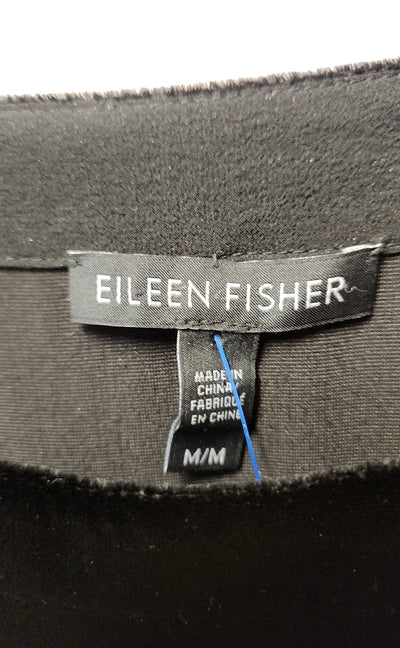 EILEEN FISHER
MADE IN
CHINA
FABRIQUÉ
EN CHINE
M/M